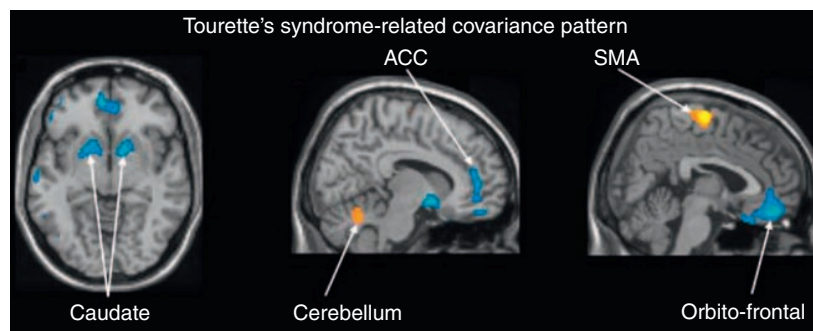 Tourette's syndrome-related covariance pattern
ACC
SMA
Caudate
Cerebellum
Orbito-frontal